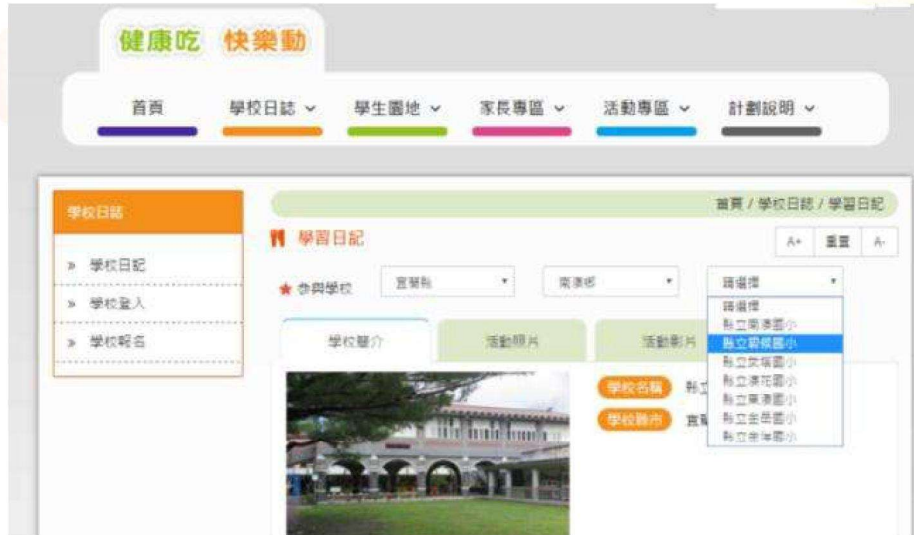 健康吃 快樂動
首頁 學校日誌 學生園地 家長專區 活動專區 計劃說明
學校日誌
首頁 / 學校日誌 / 學習日記
學習日記
A+ 重置 A-
» 學校日記
» 學校登入
» 學校報名
★ 參與學校 宜蘭縣 南澳鄉 請選擇
請選擇
縣立南澳國小
縣立碧候國小
縣立武塔國小
縣立澳花國小
縣立東澳國小
縣立金岳國小
縣立金洋國小
學校簡介 活動照片 活動影片
學校名稱 縣立
學校縣市 宜蘭